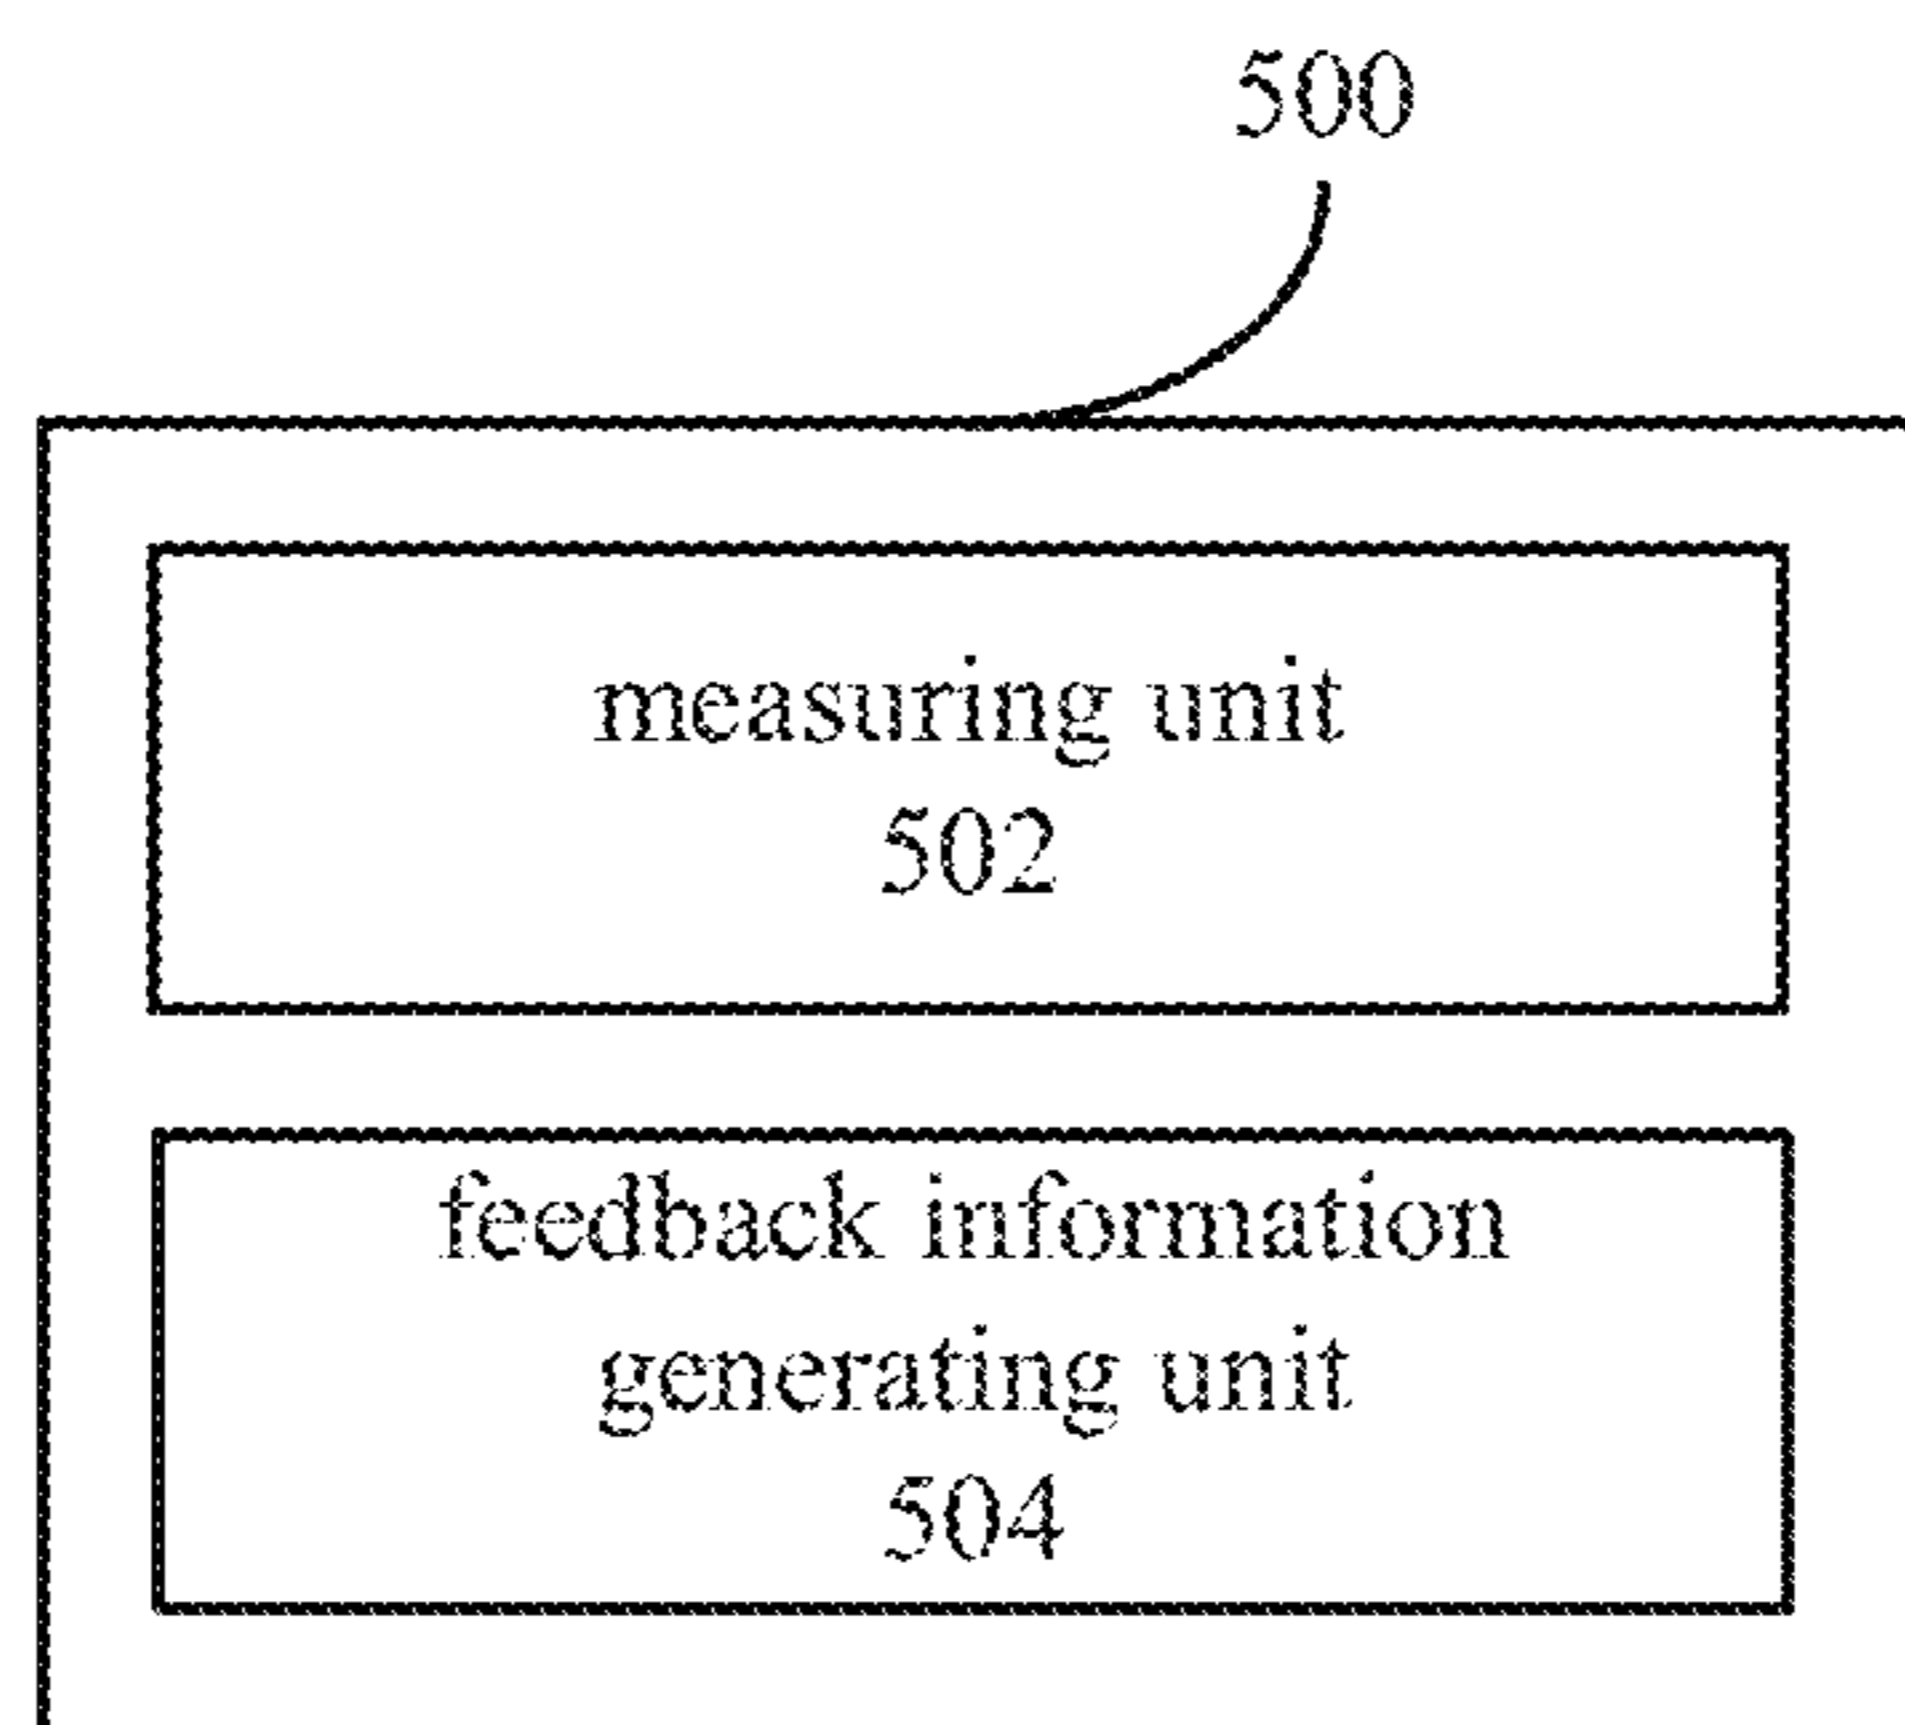 500
measuring unit
502
feedback information
generating unit
504